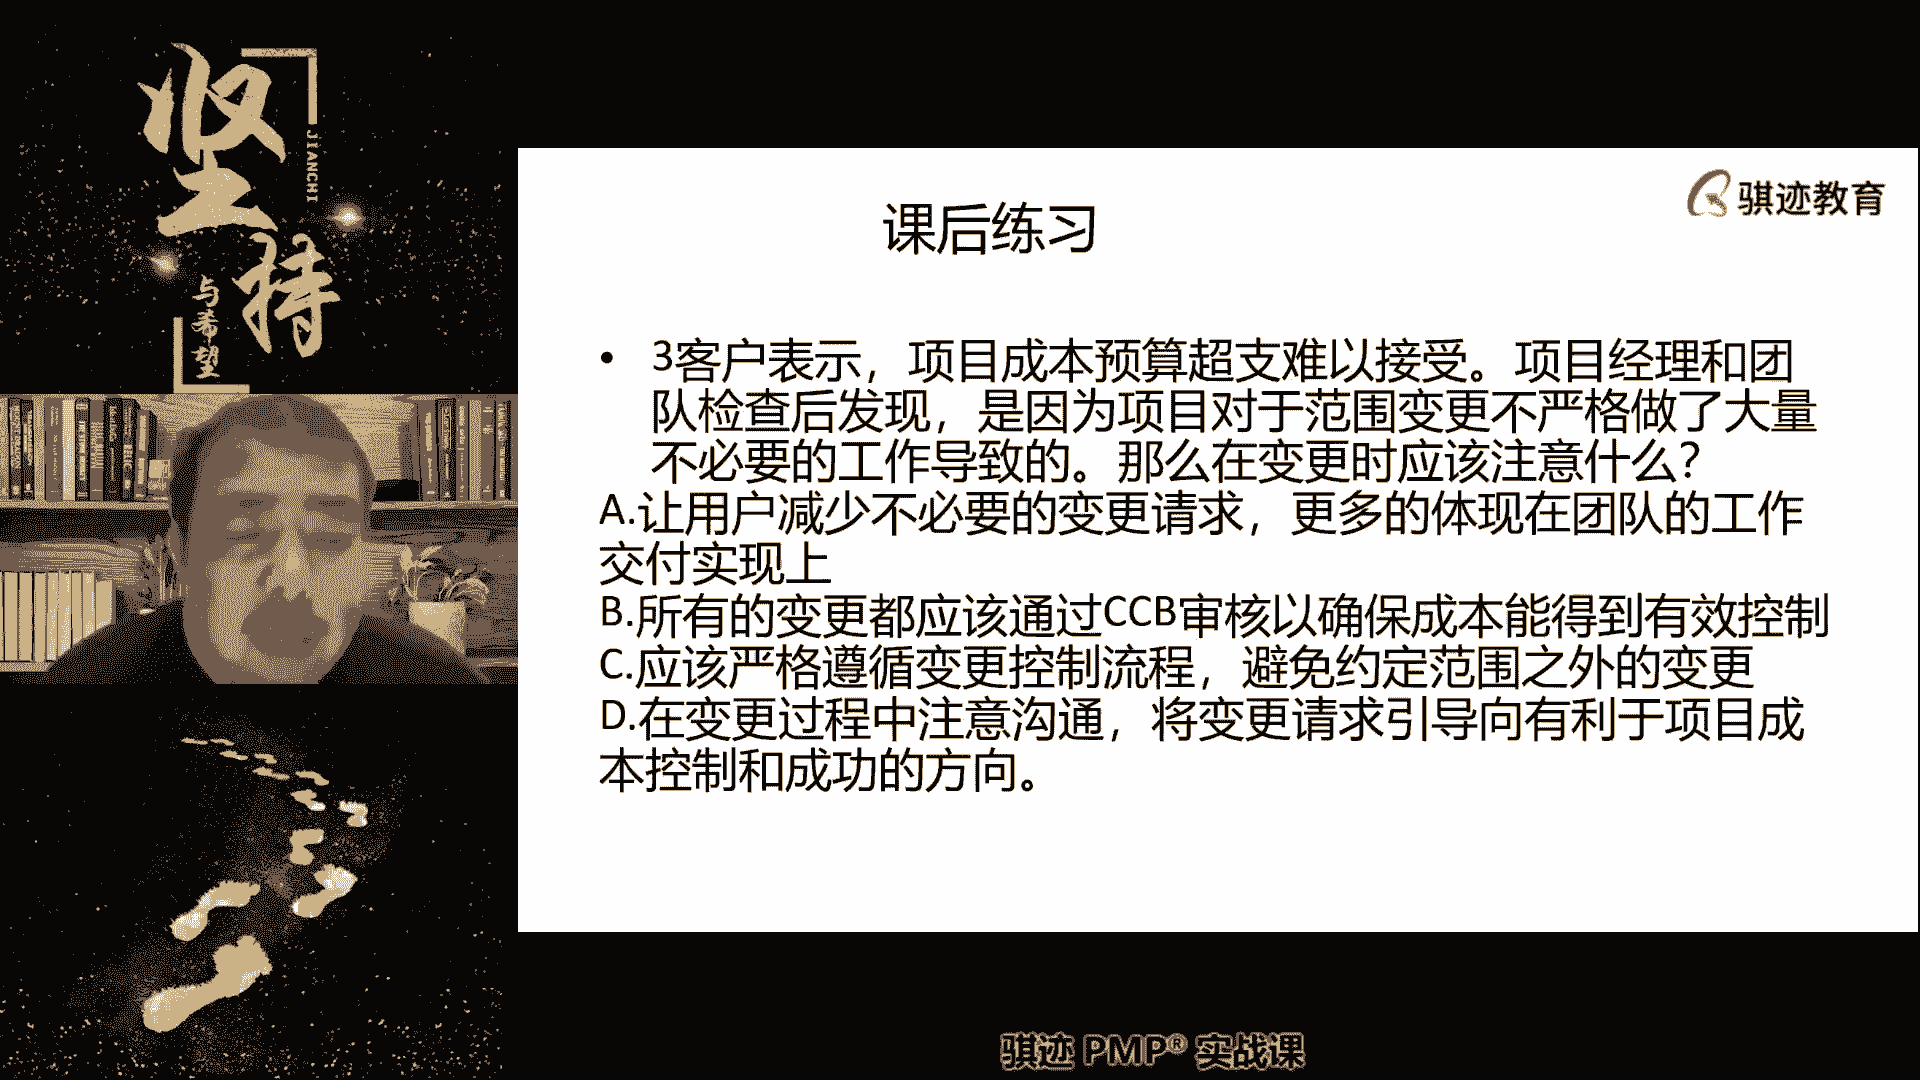 坚持
JIANCHI
与希望
骐迹教育
课后练习
• 3客户表示，项目成本预算超支难以接受。项目经理和团
队检查后发现，是因为项目对于范围变更不严格做了大量
不必要的工作导致的。那么在变更时应该注意什么？
A.让用户减少不必要的变更请求，更多的体现在团队的工作
交付实现上
B.所有的变更都应该通过CCB审核以确保成本能得到有效控制
C.应该严格遵循变更控制流程，避免约定范围之外的变更
D.在变更过程中注意沟通，将变更请求引导向有利于项目成
本控制和成功的方向。
骐迹 PMP® 实战课